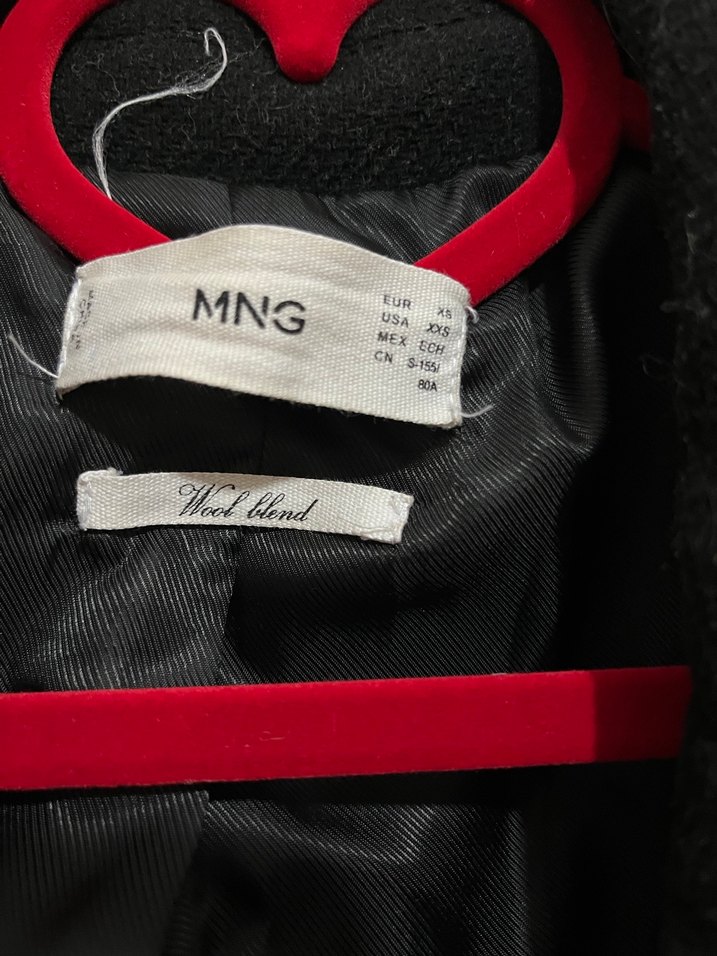 MNG
EUR XS
USA XXS
MEX ECH
CN S-155/
80A
Wool blend